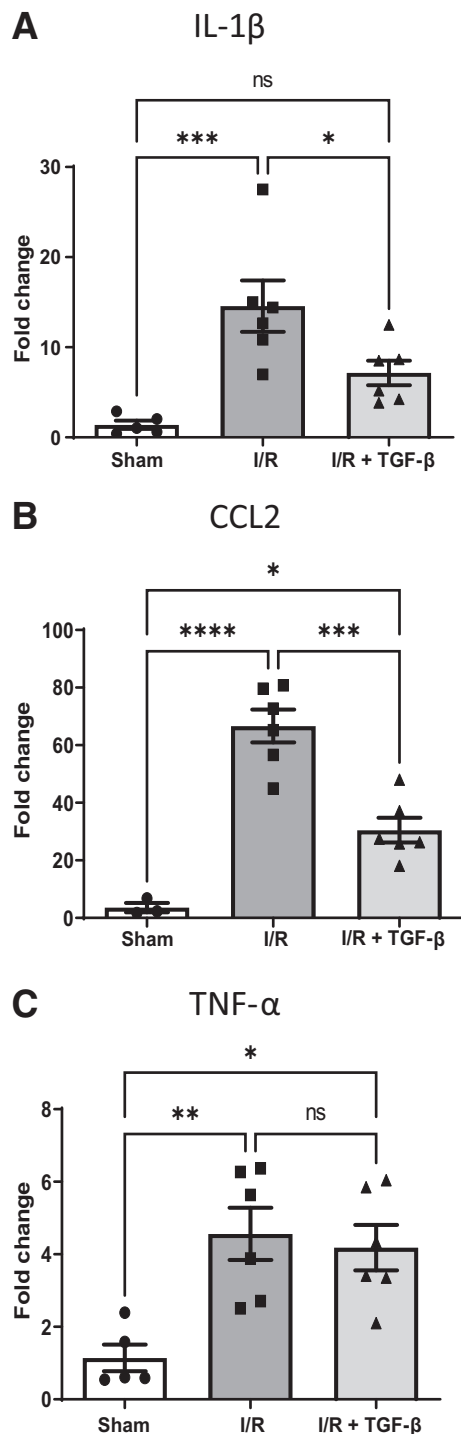 A
IL-1β
ns
*** *
30
20
10
0
Fold change
Sham I/R I/R + TGF-β
B
CCL2
*
**** ***
100
80
60
40
20
0
Fold change
Sham I/R I/R + TGF-β
C
TNF-α
*
** ns
8
6
4
2
0
Fold change
Sham I/R I/R + TGF-β